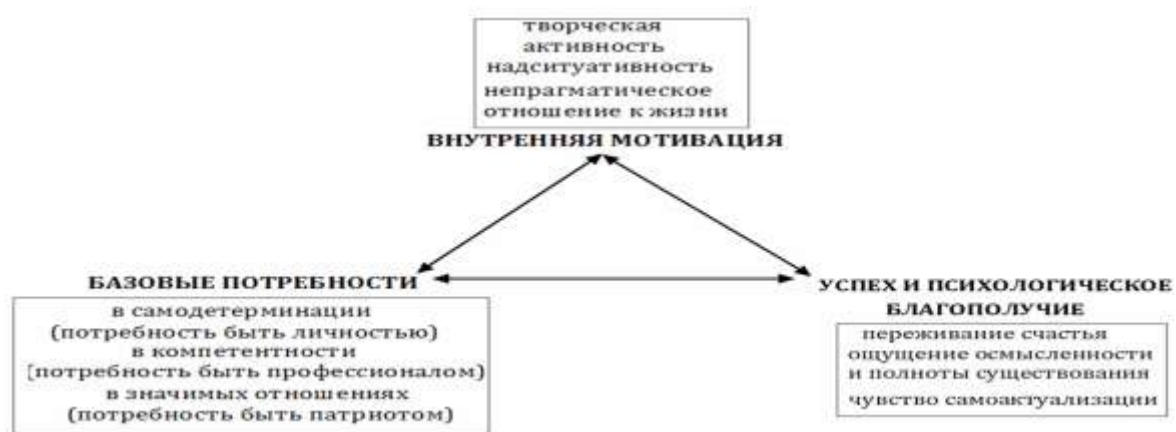 творческая
активность
надситуативность
непрагматическое
отношение к жизни
ВНУТРЕННЯЯ МОТИВАЦИЯ
БАЗОВЫЕ ПОТРЕБНОСТИ
в самодетерминации
(потребность быть личностью)
в компетентности
[потребность быть профессионалом)
в значимых отношениях
(потребность быть патриотом)
УСПЕХ И ПСИХОЛОГИЧЕСКОЕ
БЛАГОПОЛУЧИЕ
переживание счастья
ощущение осмысленности
и полноты существования
чувство самоактуализации